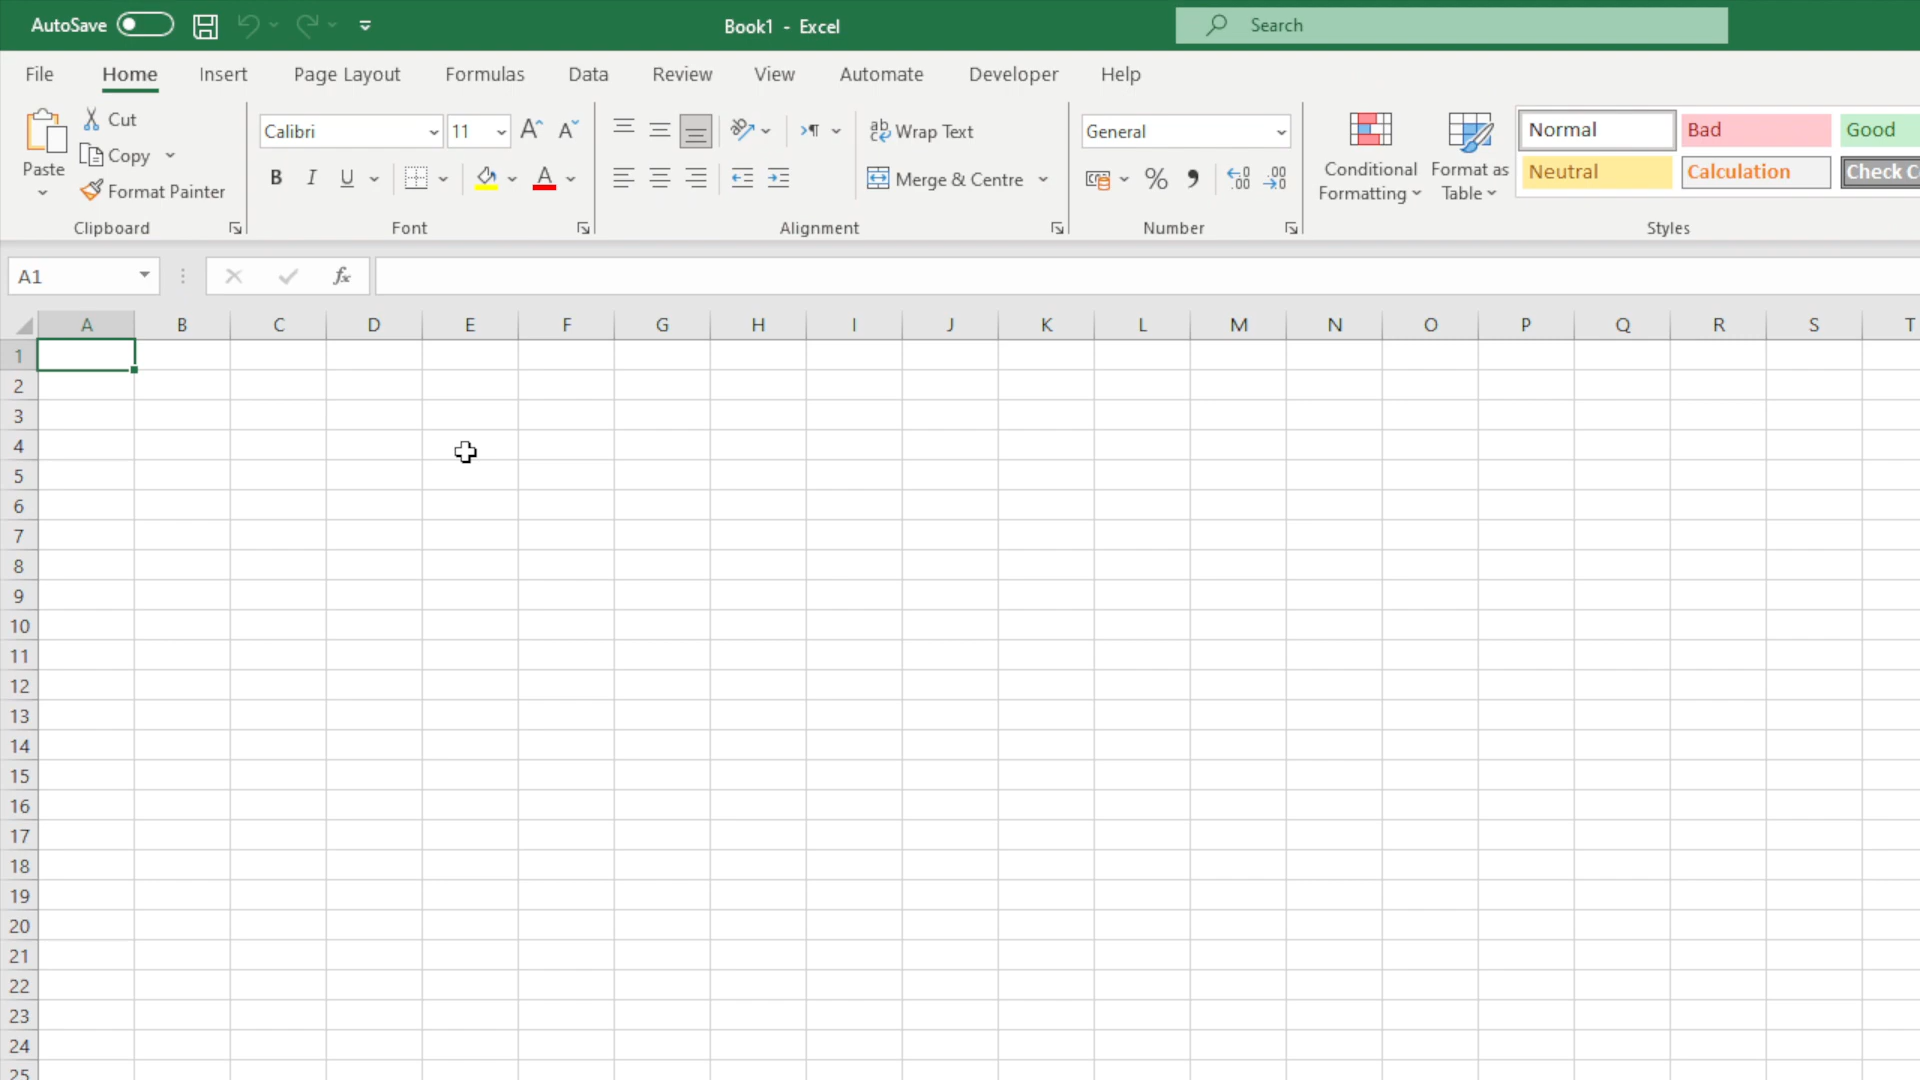 AutoSave
Book1 - Excel
Search
File Home Insert Page Layout Formulas Data Review View Automate Developer Help
Paste
Cut
Copy
Format Painter
Clipboard
Calibri 11
B I U A
Font
Wrap Text
Merge & Centre
Alignment
General
%
Number
Conditional Formatting
Format as Table
Normal Bad Good
Neutral Calculation Check C
Styles
A1 fx
A B C D E F G H I J K L M N O P Q R S T
1
2
3
4
5
6
7
8
9
10
11
12
13
14
15
16
17
18
19
20
21
22
23
24
25